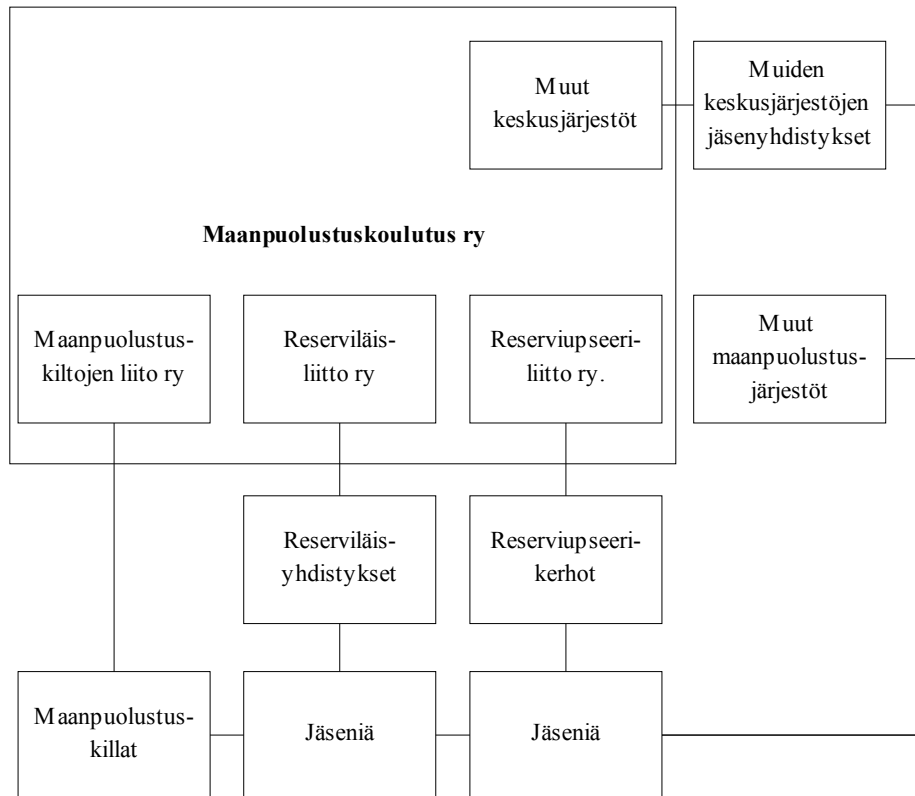 Muut
keskusjärjestöt
Muiden
keskusjärjestöjen
jäsenyhdistykset
Maanpuolustuskoulutus ry
Maanpuolustus-
kiltojen liito ry
Reserviläis-
liitto ry
Reserviupseeri-
liitto ry.
Muut
maanpuolustus-
järjestöt
Reserviläis-
yhdistykset
Reserviupseeri-
kerhot
Maanpuolustus-
killat
Jäseniä
Jäseniä